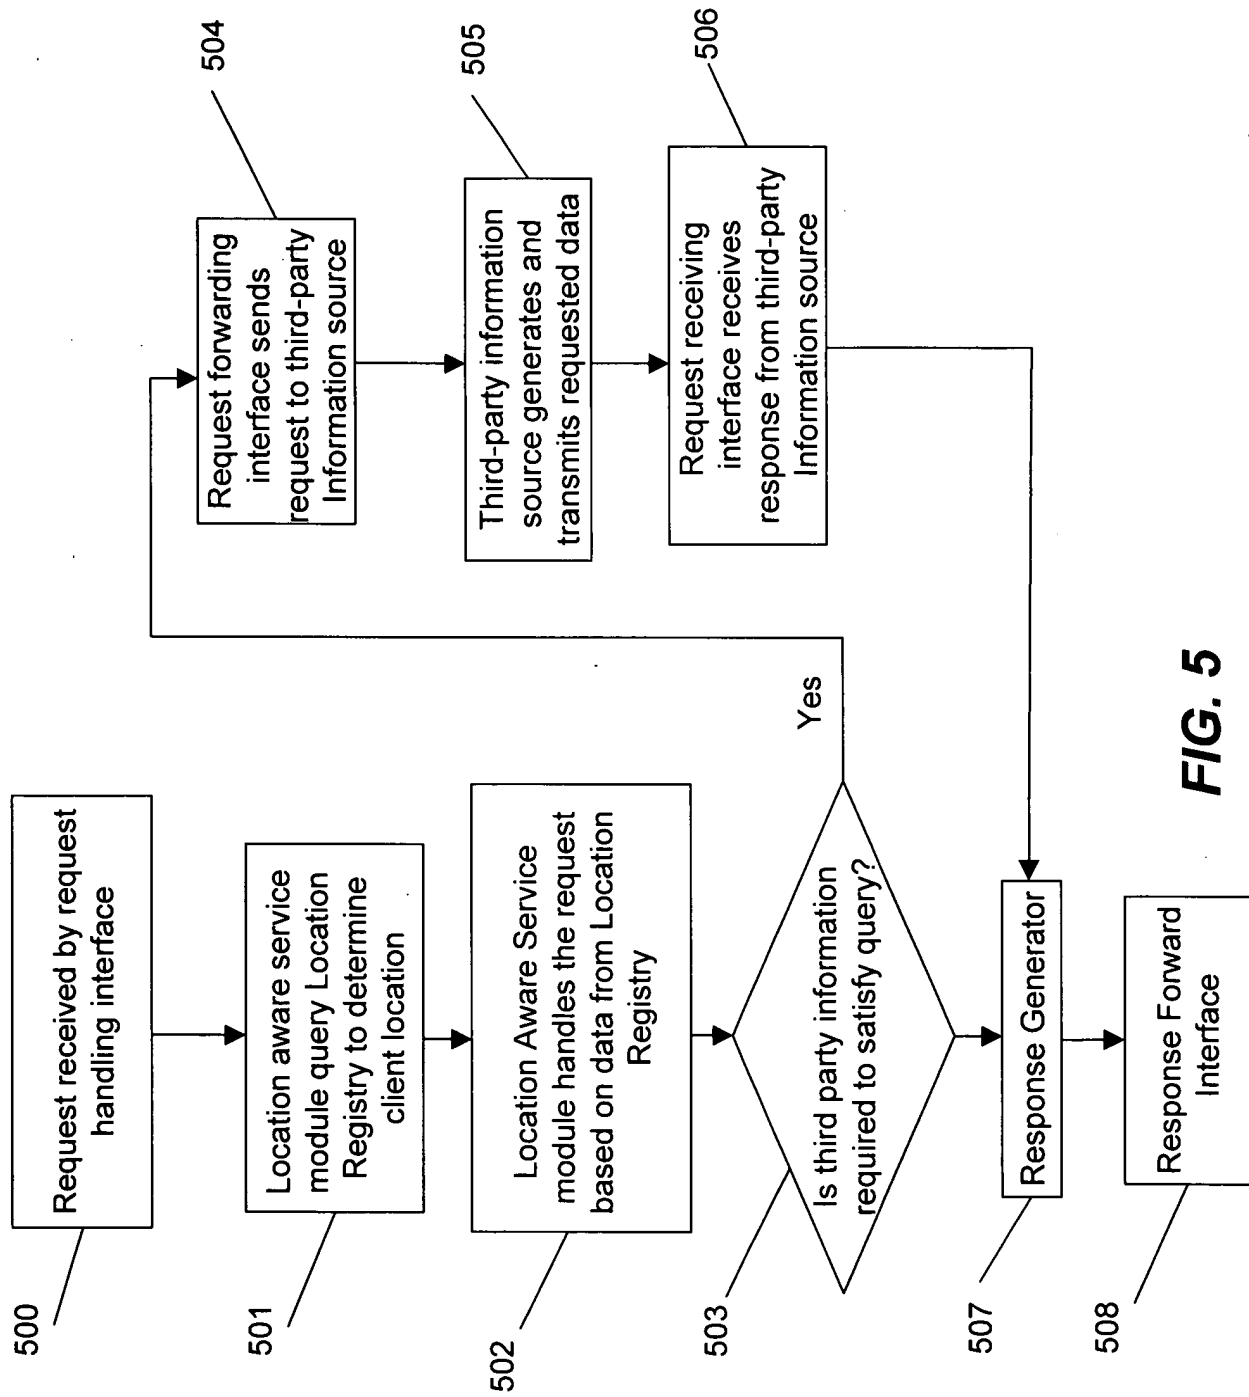 500
Request received by request
handling interface
501
Location aware service
module query Location
Registry to determine
client location
502
Location Aware Service
module handles the request
based on data from Location
Registry
503
Is third party information
required to satisfy query?
Yes
504
Request forwarding
interface sends
request to third-party
Information source
505
Third-party information
source generates and
transmits requested data
506
Request receiving
interface receives
response from third-party
Information source
507
Response Generator
508
Response Forward
Interface
FIG. 5